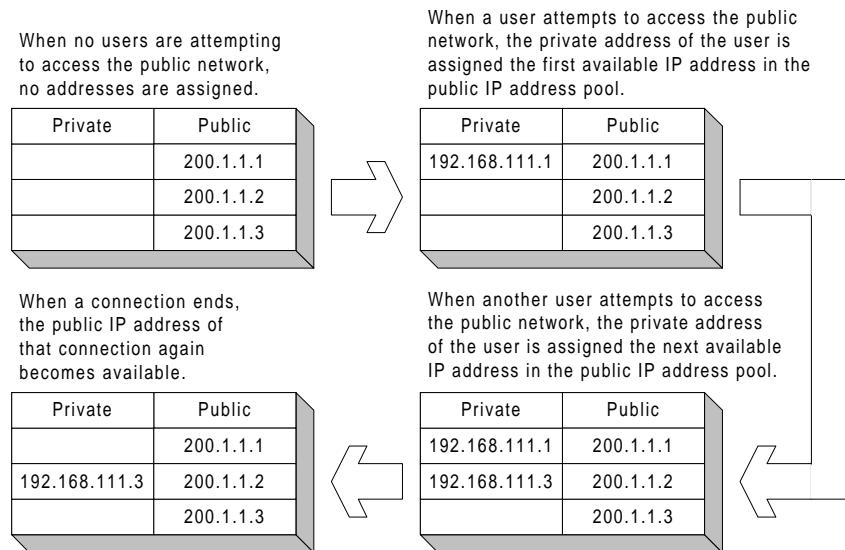 When no users are attempting
to access the public network,
no addresses are assigned.
Private Public
200.1.1.1
200.1.1.2
200.1.1.3
When a user attempts to access the public
network, the private address of the user is
assigned the first available IP address in the
public IP address pool.
Private Public
192.168.111.1 200.1.1.1
200.1.1.2
200.1.1.3
When another user attempts to access
the public network, the private address
of the user is assigned the next available
IP address in the public IP address pool.
Private Public
192.168.111.1 200.1.1.1
192.168.111.3 200.1.1.2
200.1.1.3
When a connection ends,
the public IP address of
that connection again
becomes available.
Private Public
200.1.1.1
192.168.111.3 200.1.1.2
200.1.1.3